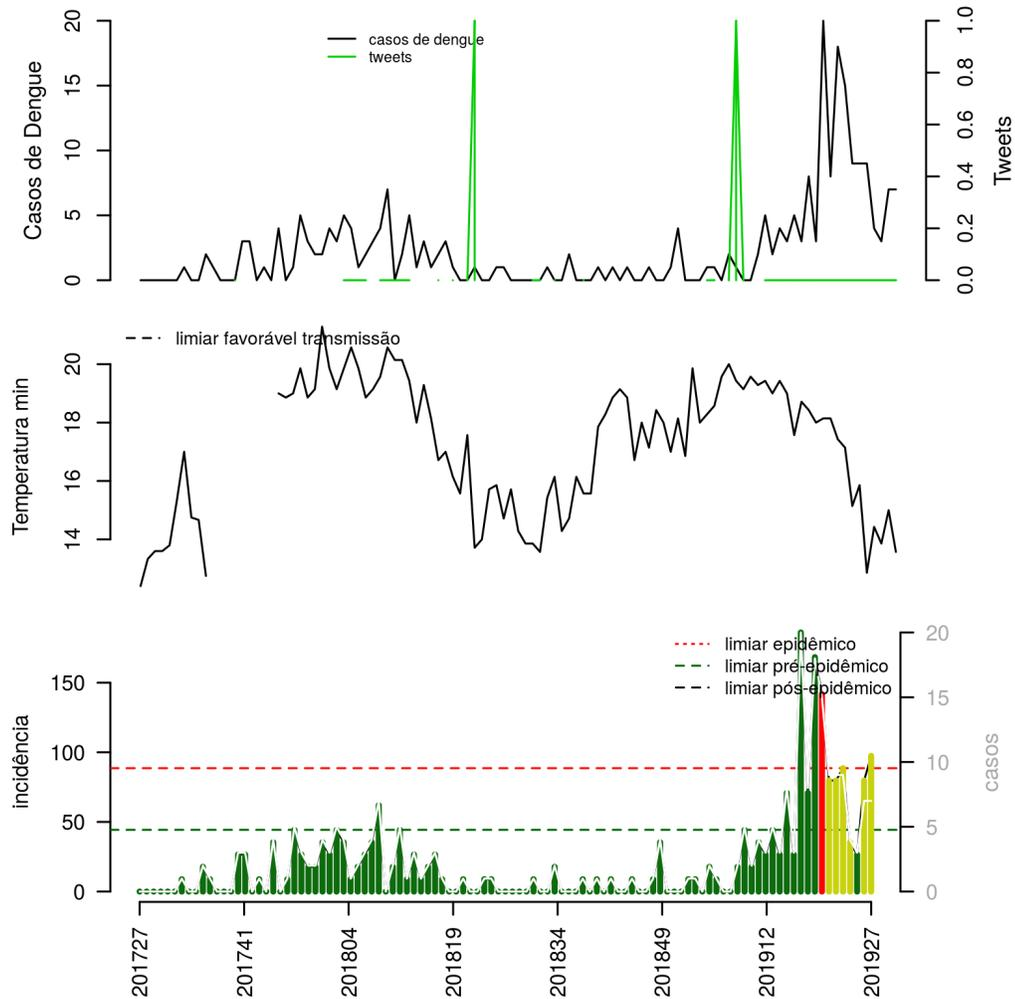 casos de dengue
tweets
Casos de Dengue
0
5
10
15
20
Tweets
0.0
0.2
0.4
0.6
0.8
1.0
limiar favorável transmissão
Temperatura min
14
16
18
20
limiar epidêmico
limiar pré-epidêmico
limiar pós-epidêmico
incidência
0
50
100
150
casos
0
5
10
15
20
201727
201741
201804
201819
201834
201849
201912
201927